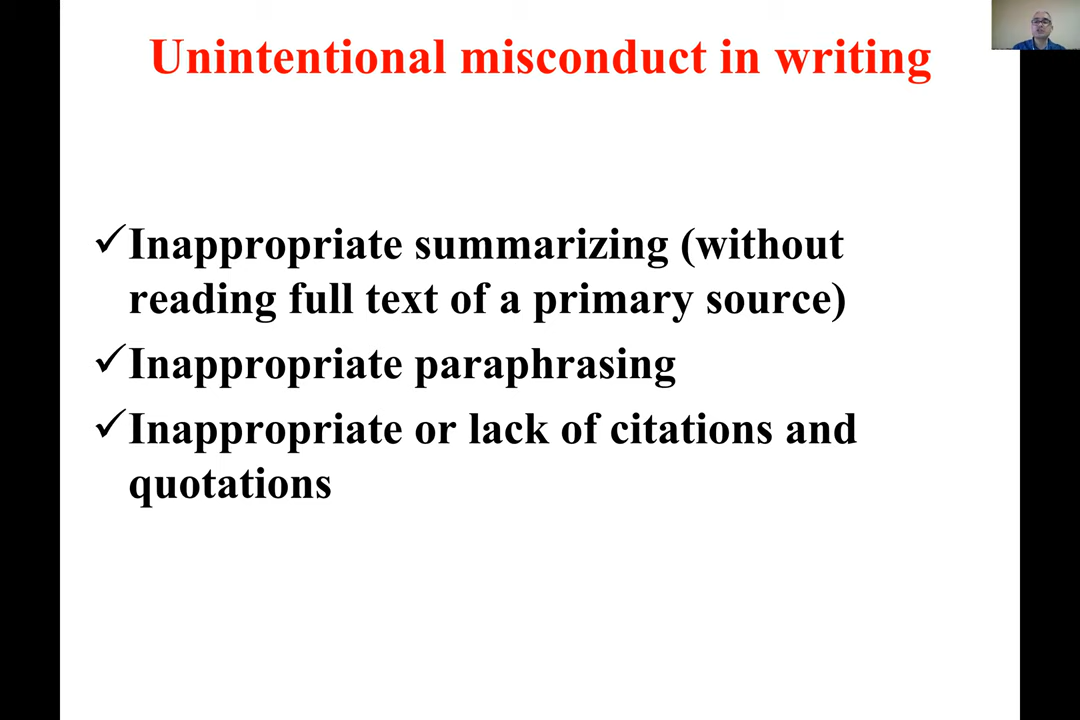 Unintentional misconduct in writing
✓Inappropriate summarizing (without
reading full text of a primary source)
✓Inappropriate paraphrasing
✓Inappropriate or lack of citations and
quotations